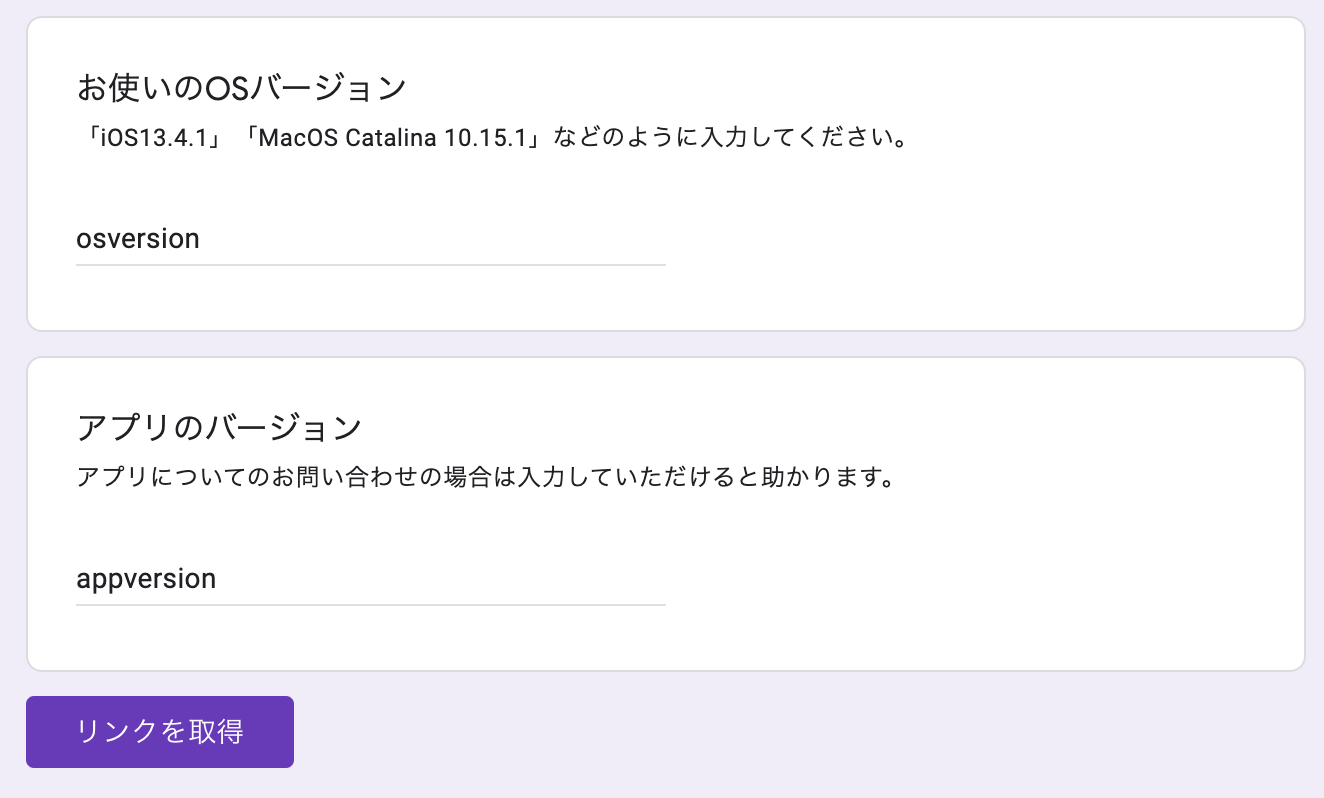 お使いのOSバージョン
「iOS13.4.1」「MacOS Catalina 10.15.1」などのように入力してください。
osversion
アプリのバージョン
アプリについてのお問い合わせの場合は入力していただけると助かります。
appversion
リンクを取得